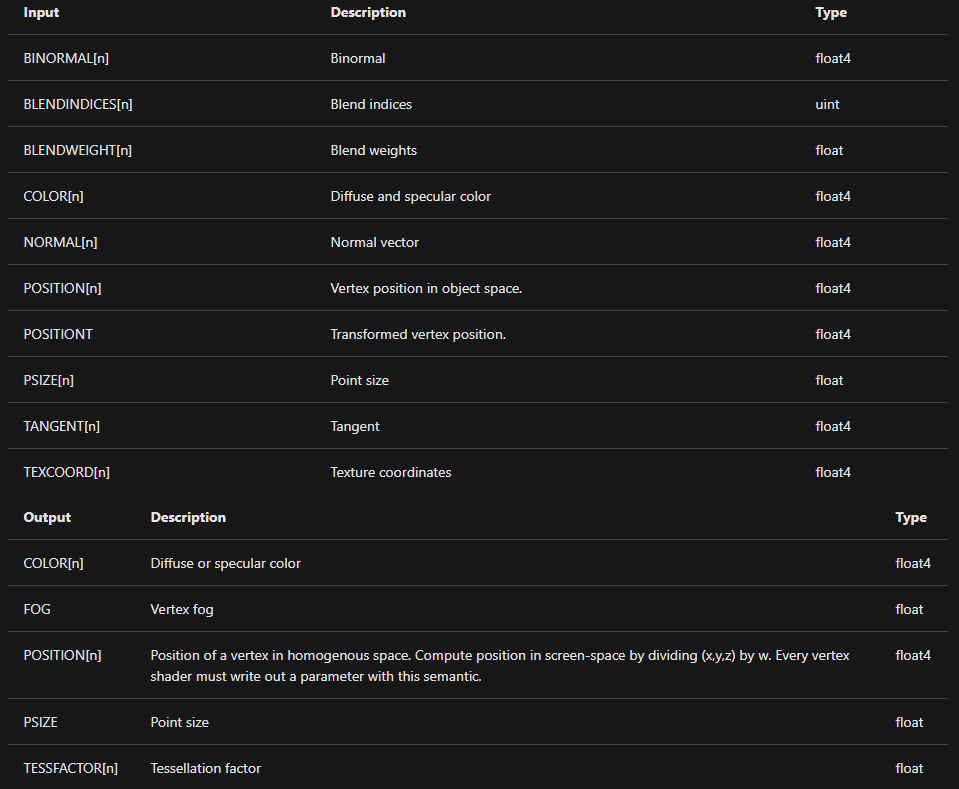 Input Description Type
BINORMAL[n] Binormal float4
BLENDINDICES[n] Blend indices uint
BLENDWEIGHT[n] Blend weights float
COLOR[n] Diffuse and specular color float4
NORMAL[n] Normal vector float4
POSITION[n] Vertex position in object space. float4
POSITIONT Transformed vertex position. float4
PSIZE[n] Point size float
TANGENT[n] Tangent float4
TEXCOORD[n] Texture coordinates float4
Output Description Type
COLOR[n] Diffuse or specular color float4
FOG Vertex fog float
POSITION[n] Position of a vertex in homogenous space. Compute position in screen-space by dividing (x,y,z) by w. Every vertex float4
shader must write out a parameter with this semantic.
PSIZE Point size float
TESSFACTOR[n] Tessellation factor float